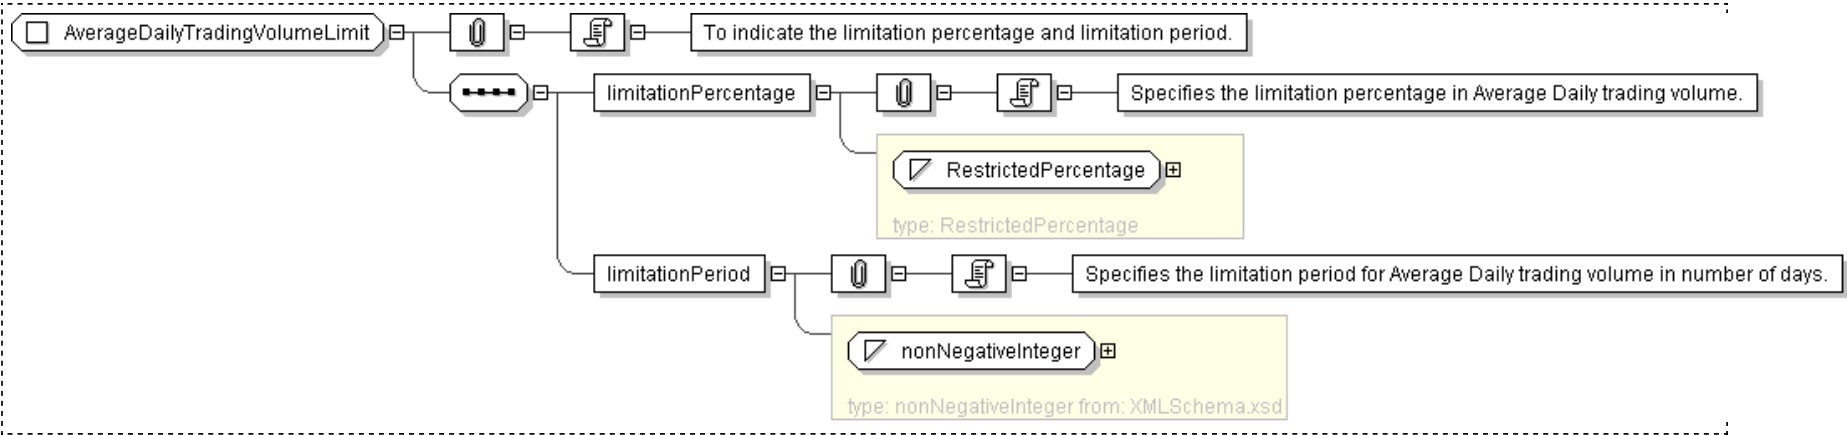 AverageDailyTradingVolumeLimit
To indicate the limitation percentage and limitation period.
limitationPercentage
Specifies the limitation percentage in Average Daily trading volume.
RestrictedPercentage
type: RestrictedPercentage
limitationPeriod
Specifies the limitation period for Average Daily trading volume in number of days.
nonNegativeInteger
type: nonNegativeInteger from: XMLSchema.xsd